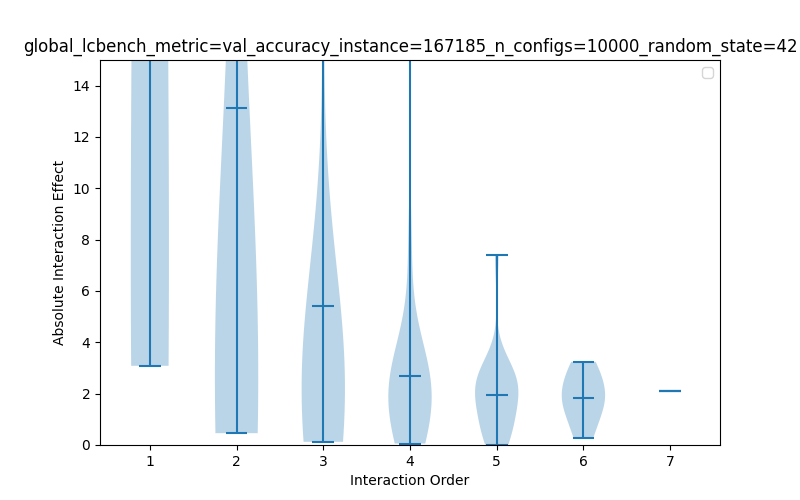 global_lcbench_metric=val_accuracy_instance=167185_n_configs=10000_random_state=42
Absolute Interaction Effect
14
12
10
8
6
4
2
0
1 2 3 4 5 6 7
Interaction Order